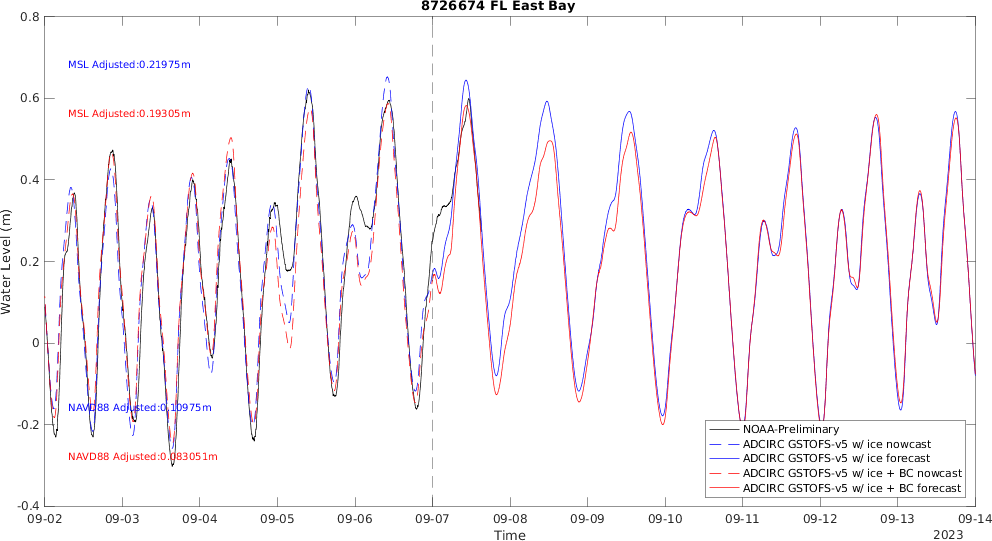 8726674 FL East Bay
0.8
MSL Adjusted:0.21975m
0.6
MSL Adjusted:0.19305m
0.4
Water Level (m)
0.2
0
NAVD88 Adjusted:0.10975m
-0.2
NAVD88 Adjusted:0.083051m
-0.4
NOAA-Preliminary
ADCIRC GSTOFS-v5 w/ ice nowcast
ADCIRC GSTOFS-v5 w/ ice forecast
ADCIRC GSTOFS-v5 w/ ice + BC nowcast
ADCIRC GSTOFS-v5 w/ ice + BC forecast
09-02 09-03 09-04 09-05 09-06 09-07 09-08 09-09 09-10 09-11 09-12 09-13 09-14
Time
2023